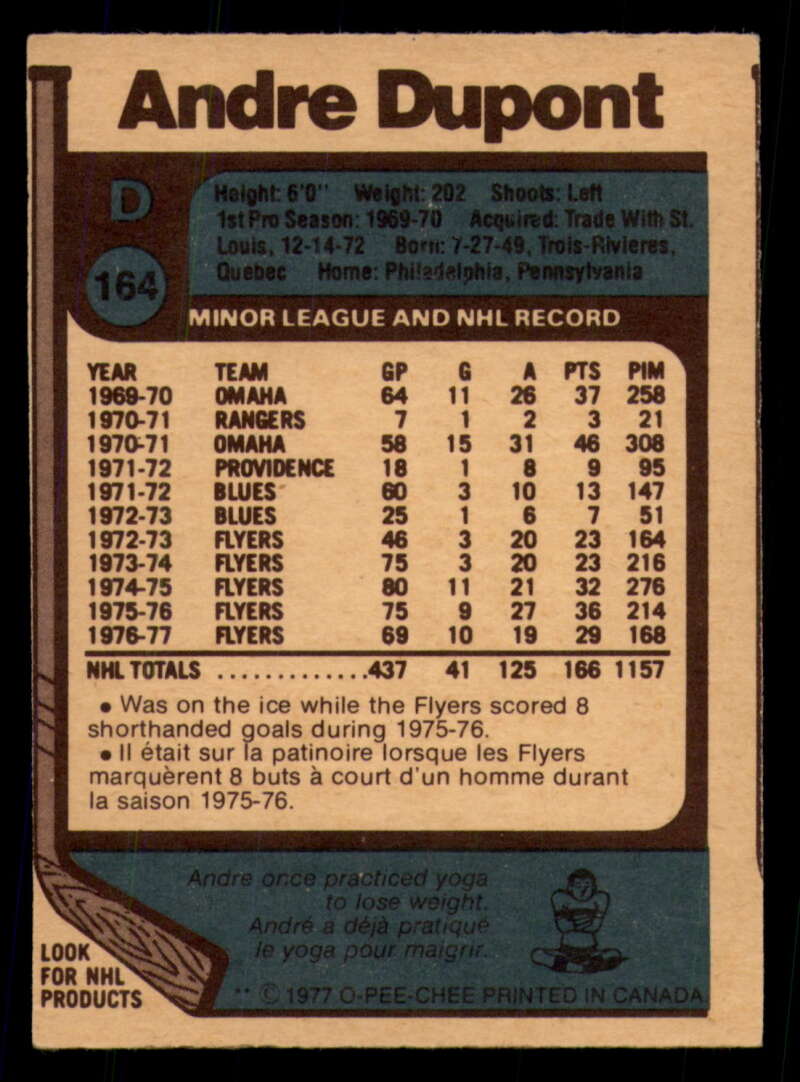 Andre Dupont
D
164
Height: 6'0" Weight: 202 Shoots: Left
1st Pro Season: 1969-70 Acquired: Trade With St.
Louis, 12-14-72 Born: 7-27-49, Trois-Rivieres,
Quebec Home: Philadelphia, Pennsylvania
MINOR LEAGUE AND NHL RECORD
YEAR TEAM GP G A PTS PIM
1969-70 OMAHA 64 11 26 37 258
1970-71 RANGERS 7 1 2 3 21
1970-71 OMAHA 58 15 31 46 308
1971-72 PROVIDENCE 18 1 8 9 95
1971-72 BLUES 60 3 10 13 147
1972-73 BLUES 25 1 6 7 51
1972-73 FLYERS 46 3 20 23 164
1973-74 FLYERS 75 3 20 23 216
1974-75 FLYERS 80 11 21 32 276
1975-76 FLYERS 75 9 27 36 214
1976-77 FLYERS 69 10 19 29 168
NHL TOTALS .............437 41 125 166 1157
• Was on the ice while the Flyers scored 8
shorthanded goals during 1975-76.
• Il était sur la patinoire lorsque les Flyers
marquèrent 8 buts à court d'un homme durant
la saison 1975-76.
Andre once practiced yoga
to lose weight.
André a déjà pratiqué
le yoga pour maigrir.
LOOK
FOR NHL
PRODUCTS
** © 1977 O-PEE-CHEE PRINTED IN CANADA